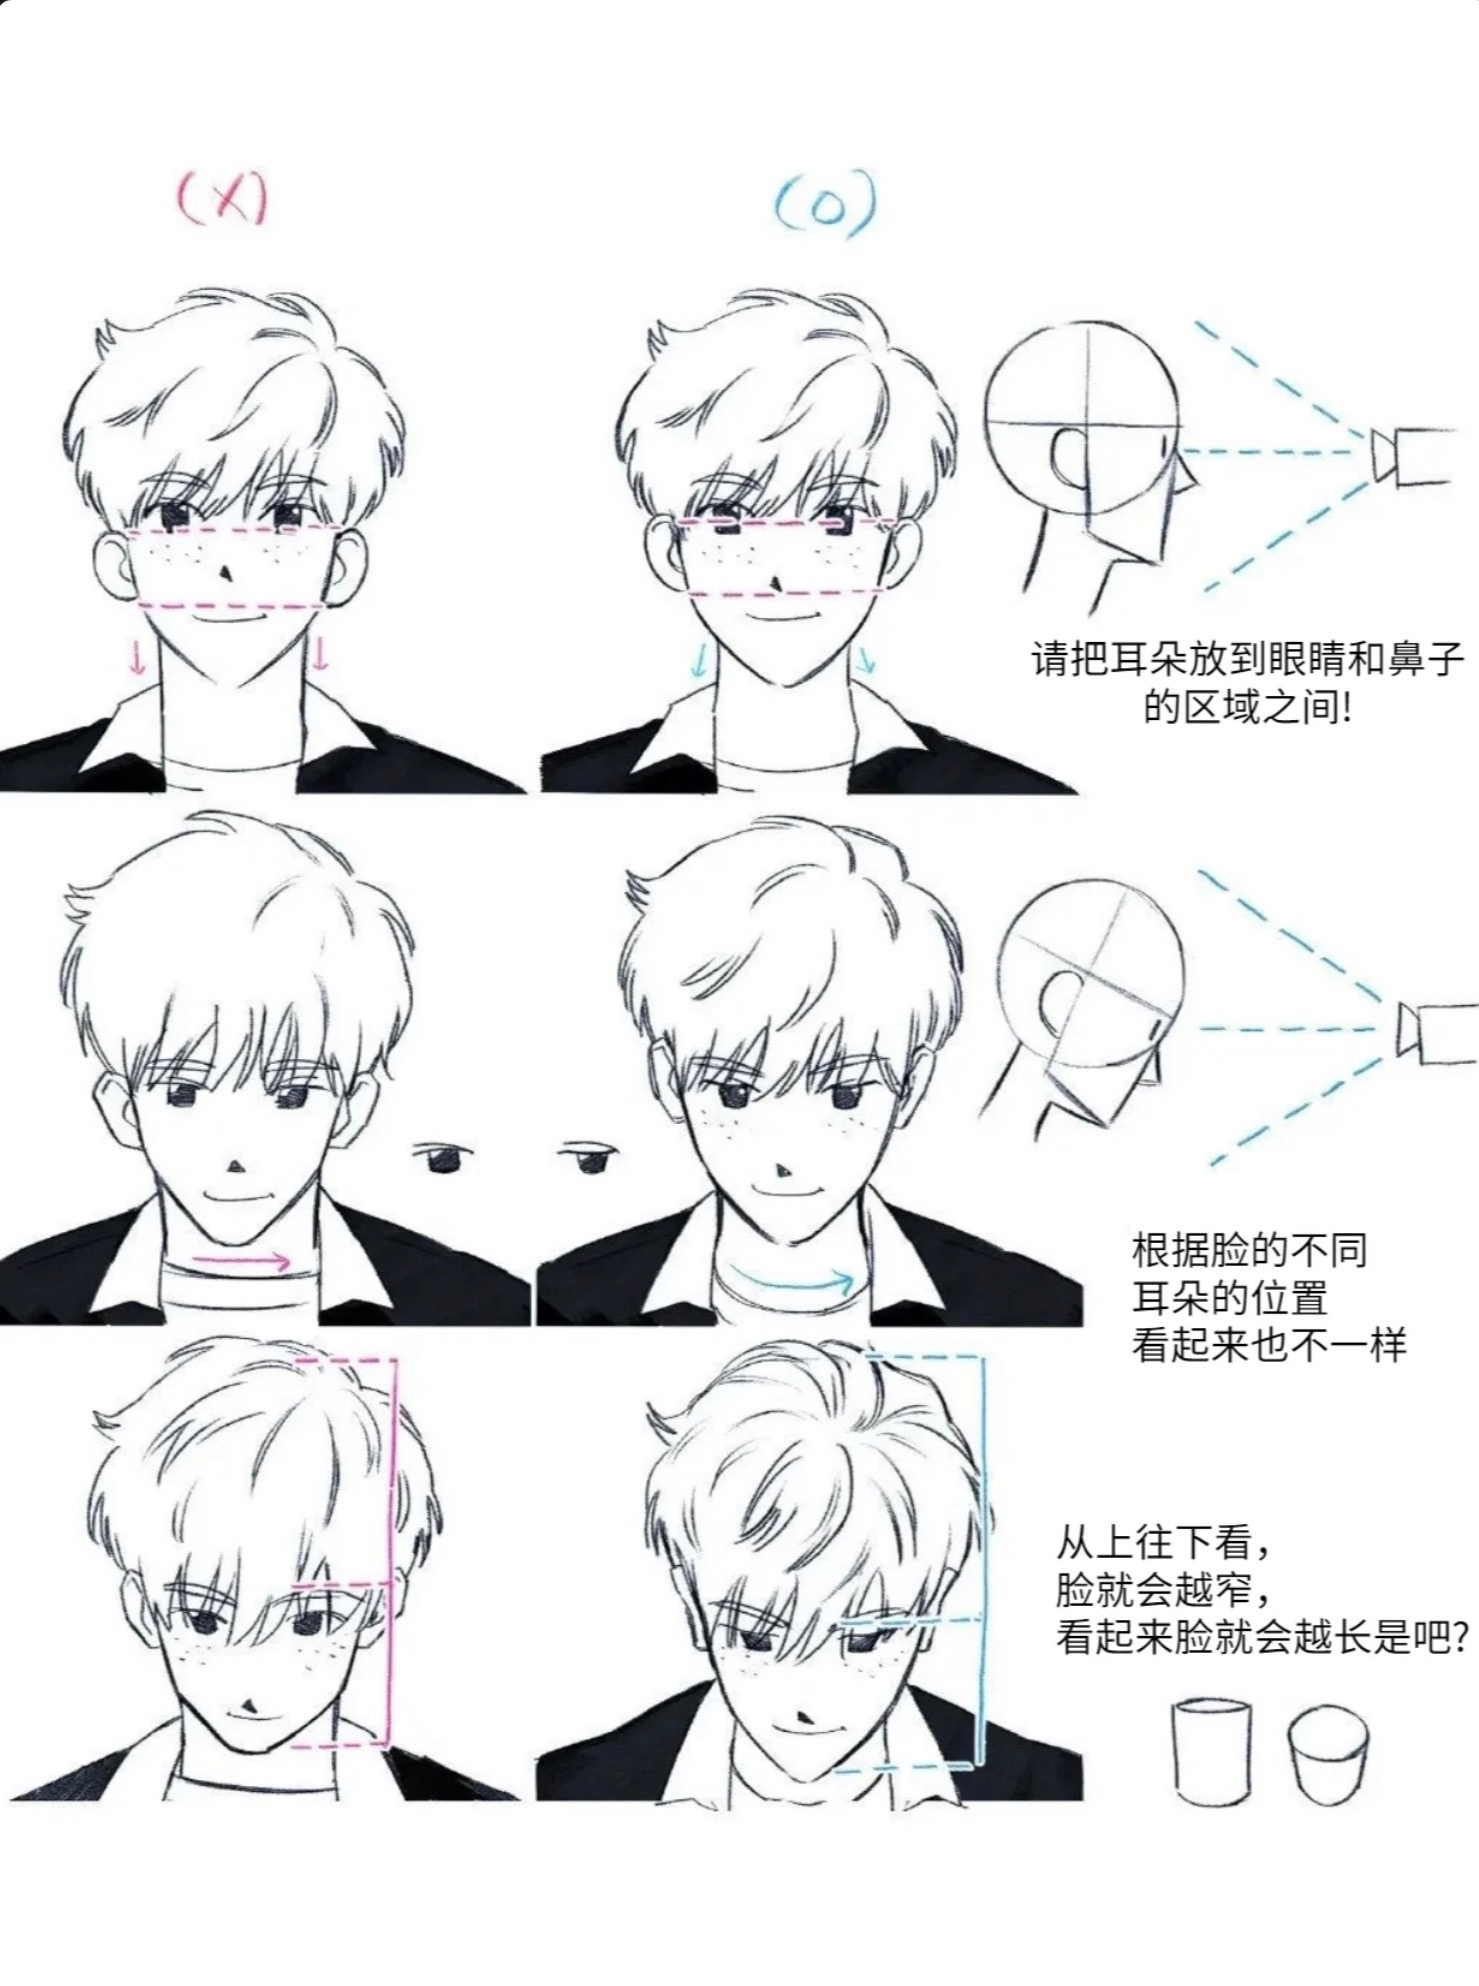 (X)
(O)
请把耳朵放到眼睛和鼻子
的区域之间!
根据脸的不同
耳朵的位置
看起来也不一样
从上往下看，
脸就会越窄，
看起来脸就会越长是吧?